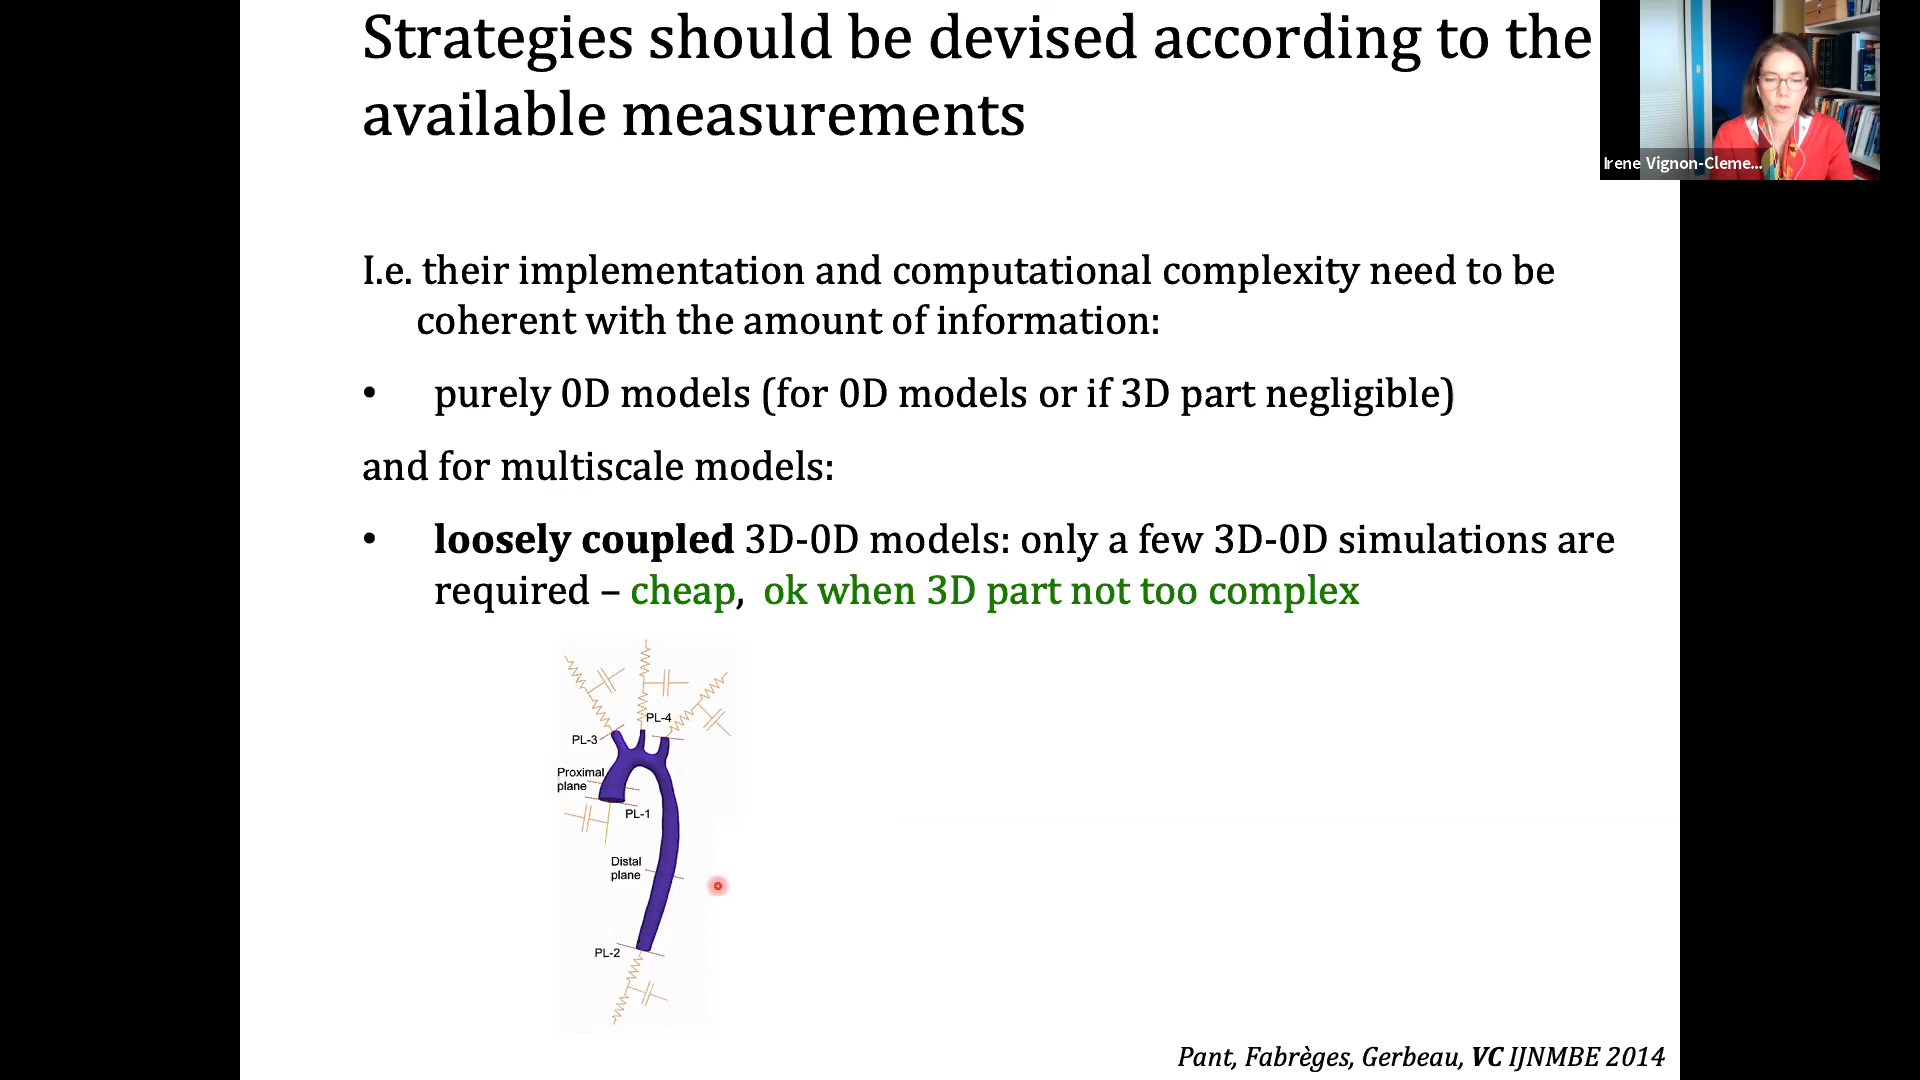 Strategies should be devised according to the
available measurements
Irene Vignon-Cleme...
I.e. their implementation and computational complexity need to be
coherent with the amount of information:
• purely 0D models (for 0D models or if 3D part negligible)
and for multiscale models:
• loosely coupled 3D-0D models: only a few 3D-0D simulations are
required – cheap, ok when 3D part not too complex
PL-4
PL-3
Proximal
plane
PL-1
Distal
plane
PL-2
Pant, Fabrèges, Gerbeau, VC IJNMBE 2014